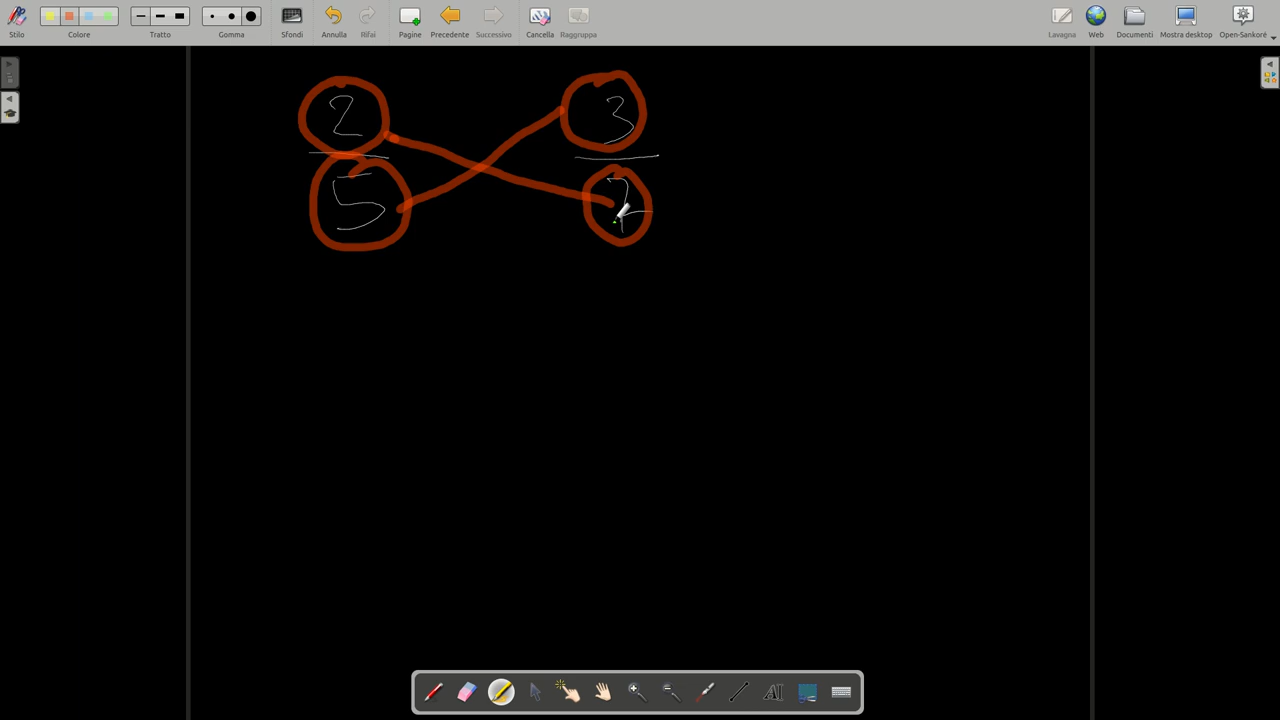 Stilo Colore Tratto Gomma Sfondi Annulla Rifai Pagine Precedente Successivo Cancella Raggruppa Lavagna Web Documenti Mostra desktop Open-Sankoré
2 3
5 7
AI